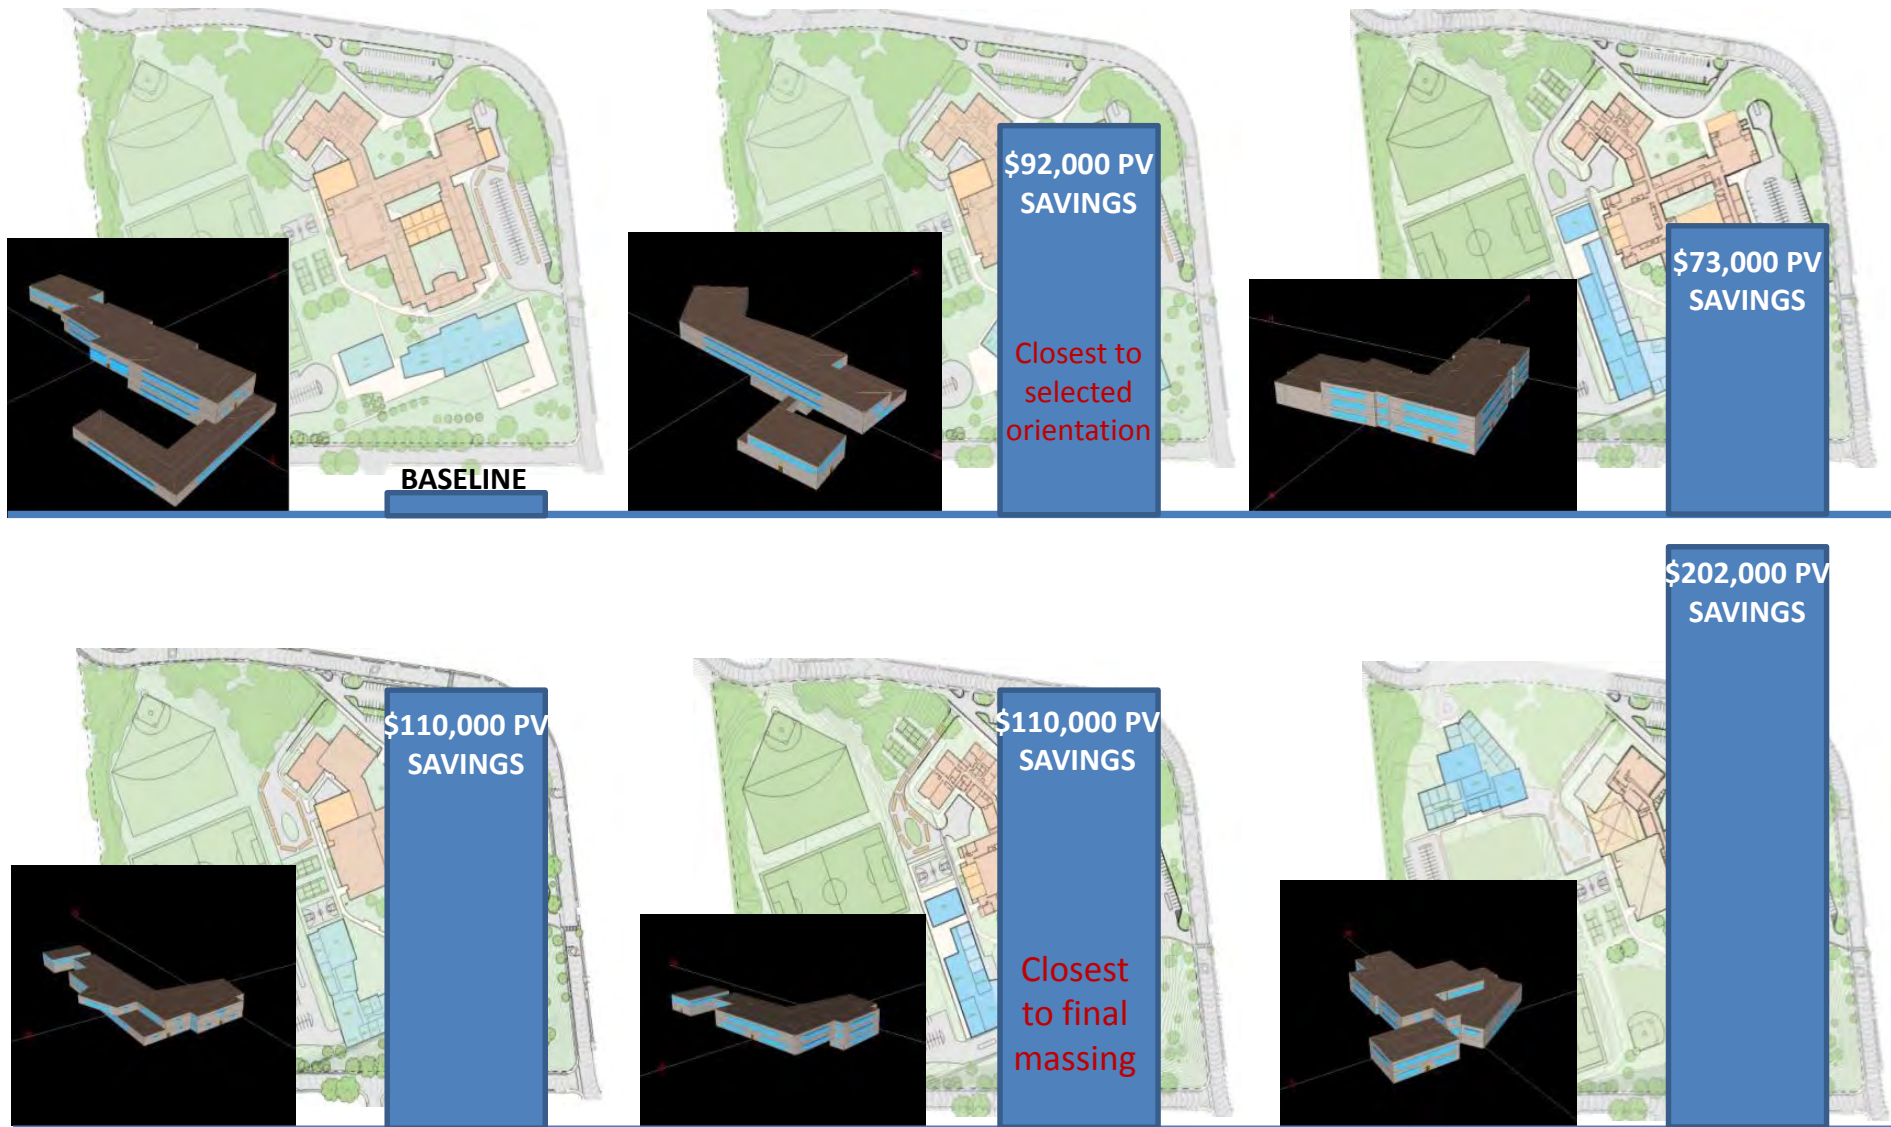 BASELINE
$92,000 PV
SAVINGS
Closest to
selected
orientation
$73,000 PV
SAVINGS
$110,000 PV
SAVINGS
$110,000 PV
SAVINGS
Closest
to final
massing
$202,000 PV
SAVINGS